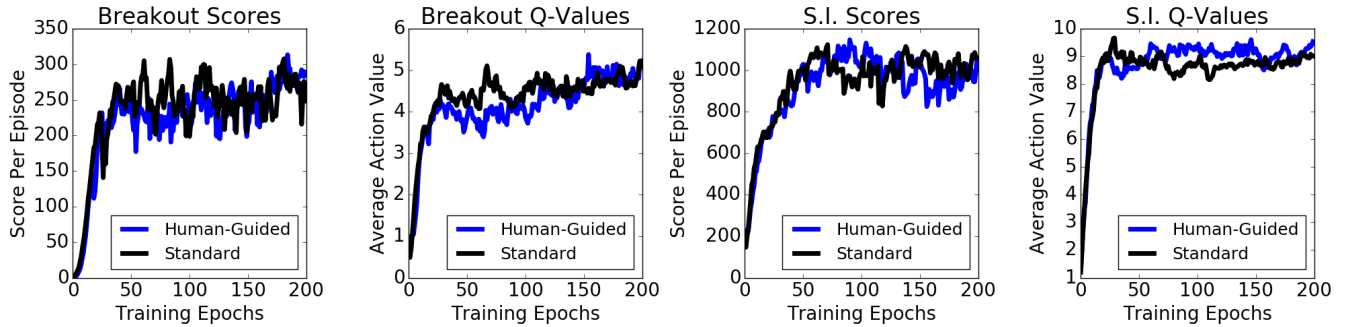 Breakout Scores
Score Per Episode
350
300
250
200
150
100
50
0
0 50 100 150 200
Training Epochs
Human-Guided
Standard
Breakout Q-Values
Average Action Value
6
5
4
3
2
1
0
0 50 100 150 200
Training Epochs
Human-Guided
Standard
S.I. Scores
Score Per Episode
1200
1000
800
600
400
200
0
0 50 100 150 200
Training Epochs
Human-Guided
Standard
S.I. Q-Values
Average Action Value
10
9
8
7
6
5
4
3
2
1
0 50 100 150 200
Training Epochs
Human-Guided
Standard